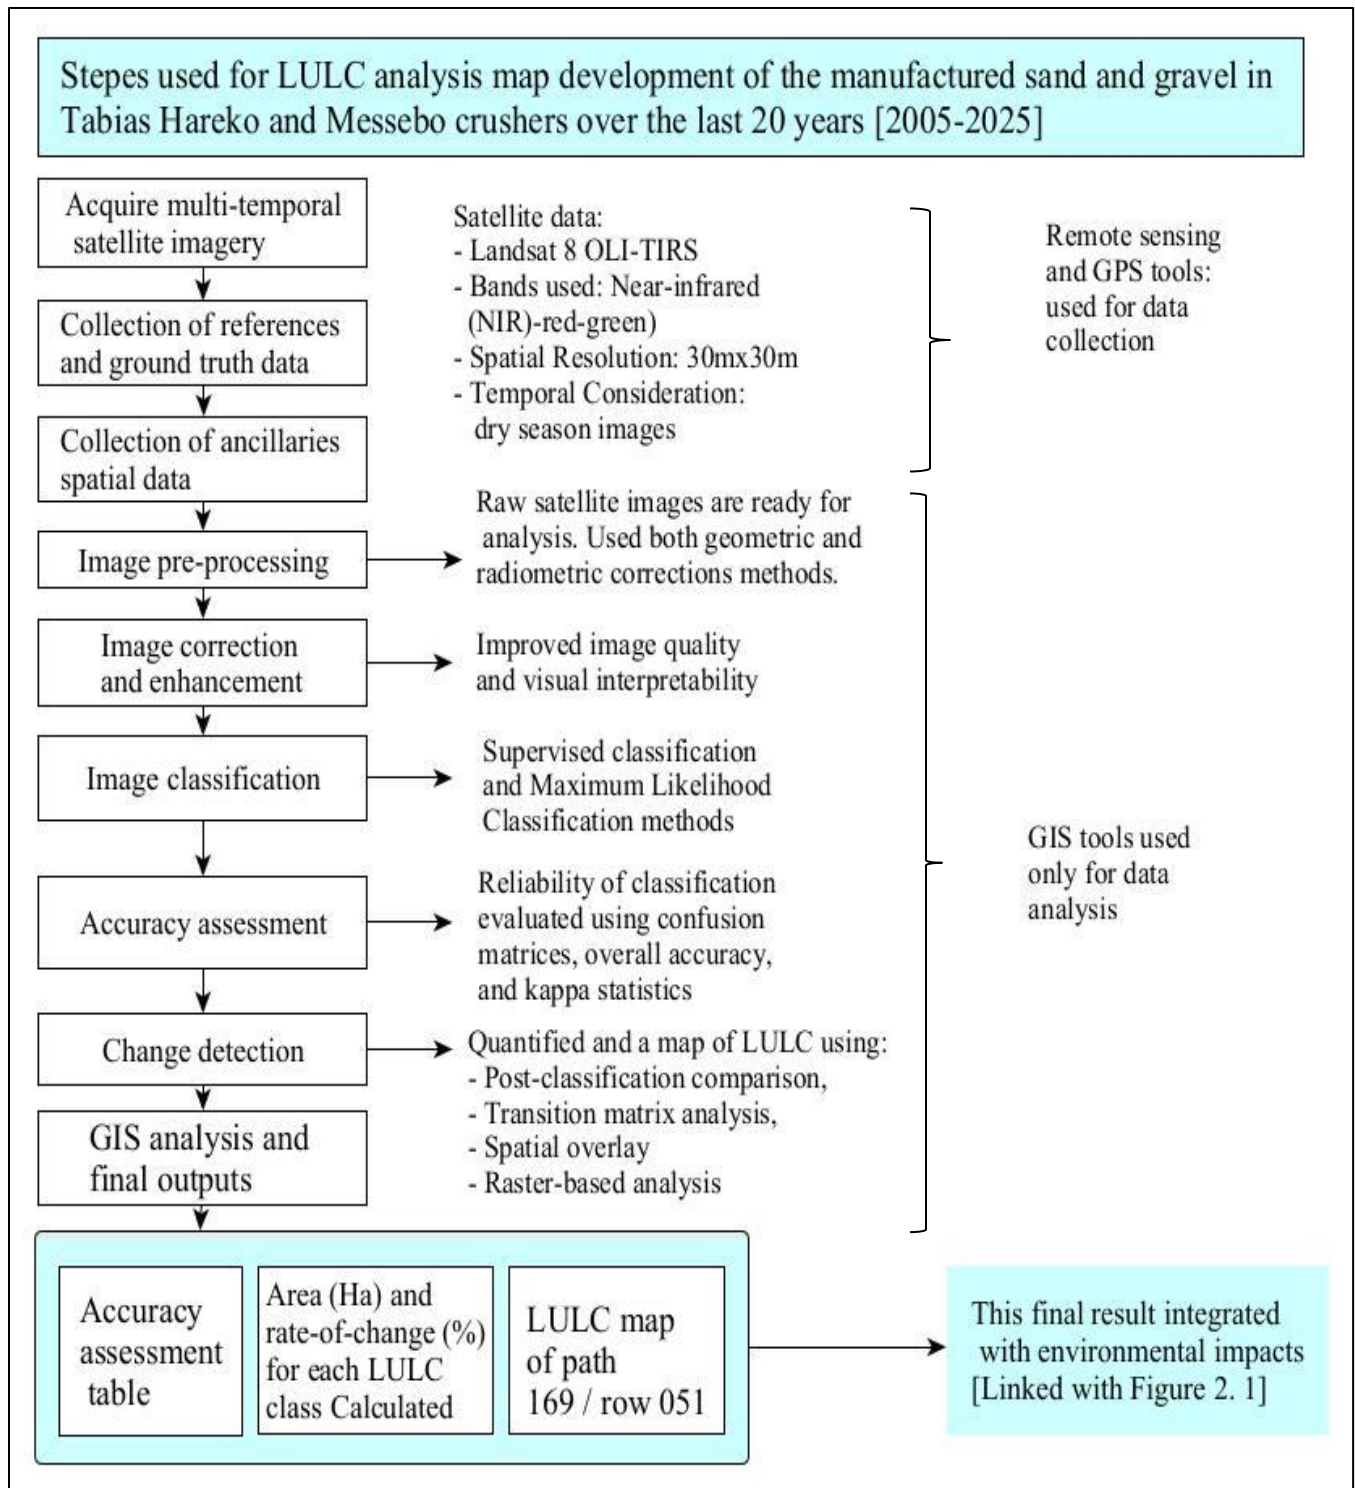 Stepes used for LULC analysis map development of the manufactured sand and gravel in
Tabias Hareko and Messebo crushers over the last 20 years [2005-2025]
Acquire multi-temporal
satellite imagery
Collection of references
and ground truth data
Collection of ancillaries
spatial data
Image pre-processing
Image correction
and enhancement
Image classification
Accuracy assessment
Change detection
GIS analysis and
final outputs
Satellite data:
- Landsat 8 OLI-TIRS
- Bands used: Near-infrared
(NIR)-red-green)
- Spatial Resolution: 30mx30m
- Temporal Consideration:
dry season images
Raw satellite images are ready for
analysis. Used both geometric and
radiometric corrections methods.
Improved image quality
and visual interpretability
Supervised classification
and Maximum Likelihood
Classification methods
Reliability of classification
evaluated using confusion
matrices, overall accuracy,
and kappa statistics
Quantified and a map of LULC using:
- Post-classification comparison,
- Transition matrix analysis,
- Spatial overlay
- Raster-based analysis
Remote sensing
and GPS tools:
used for data
collection
GIS tools used
only for data
analysis
Accuracy
assessment
table
Area (Ha) and
rate-of-change (%)
for each LULC
class Calculated
LULC map
of path
169 / row 051
This final result integrated
with environmental impacts
[Linked with Figure 2. 1]